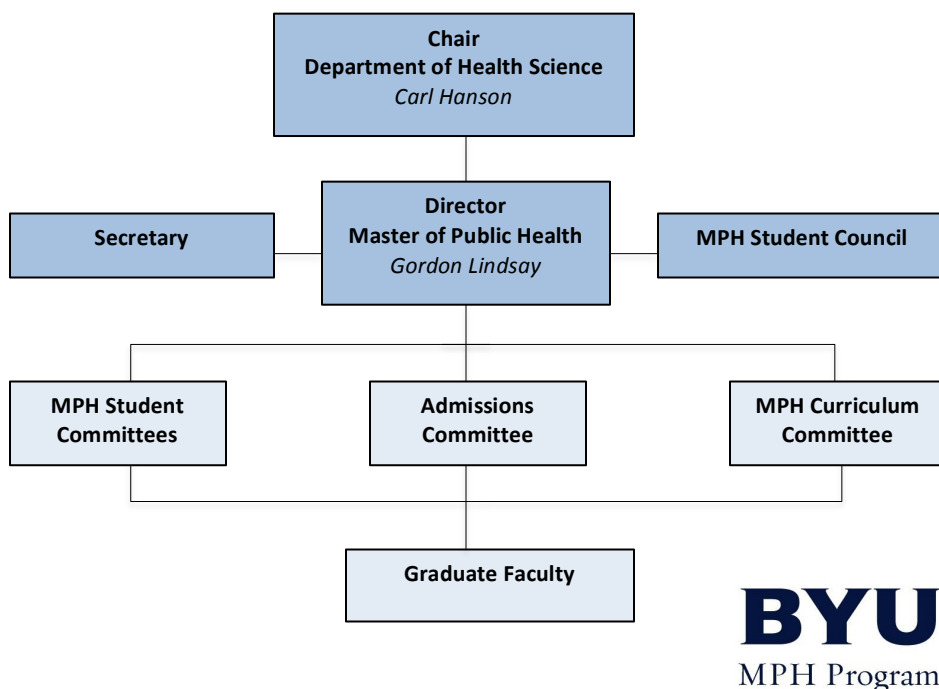 Chair
Department of Health Science
Carl Hanson
Director
Master of Public Health
Gordon Lindsay
Secretary
MPH Student Council
MPH Student
Committees
Admissions
Committee
MPH Curriculum
Committee
Graduate Faculty
BYU
MPH Program